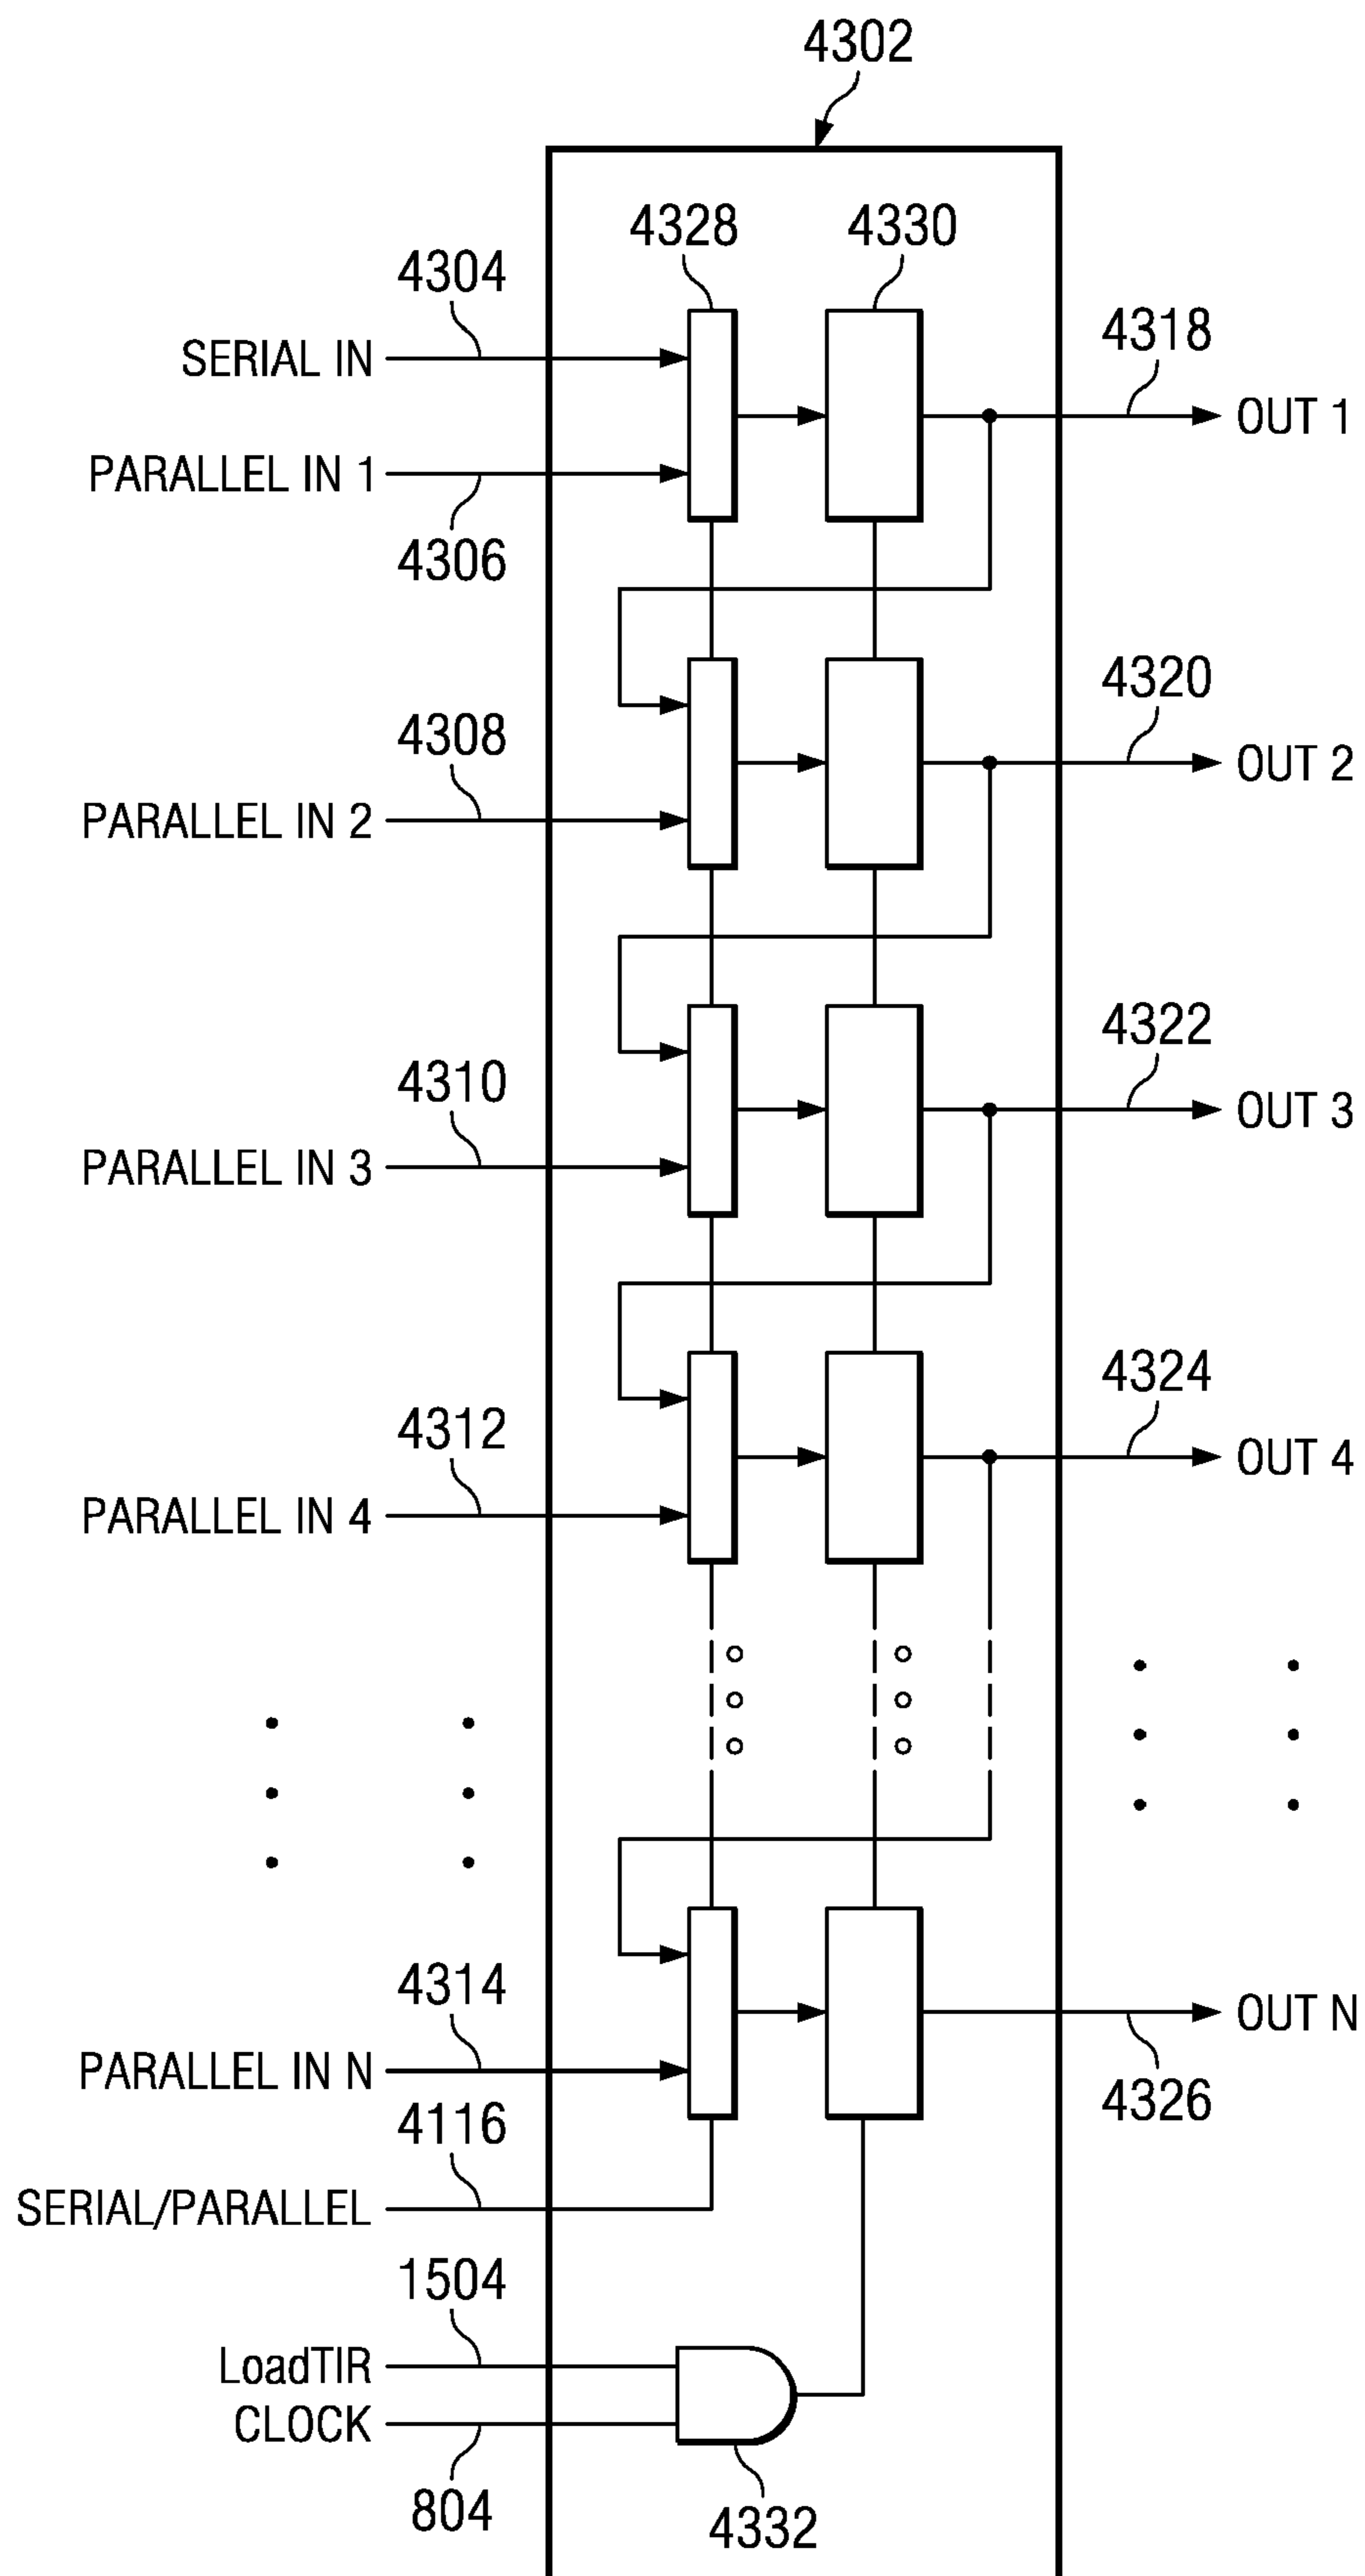 4302
4328 4330
4304
SERIAL IN
4318
OUT 1
PARALLEL IN 1
4306
4320
4308
OUT 2
PARALLEL IN 2
4322
4310
OUT 3
PARALLEL IN 3
4324
4312
OUT 4
PARALLEL IN 4
4314
OUT N
PARALLEL IN N
4326
4116
SERIAL/PARALLEL
1504
LoadTIR
CLOCK
804
4332